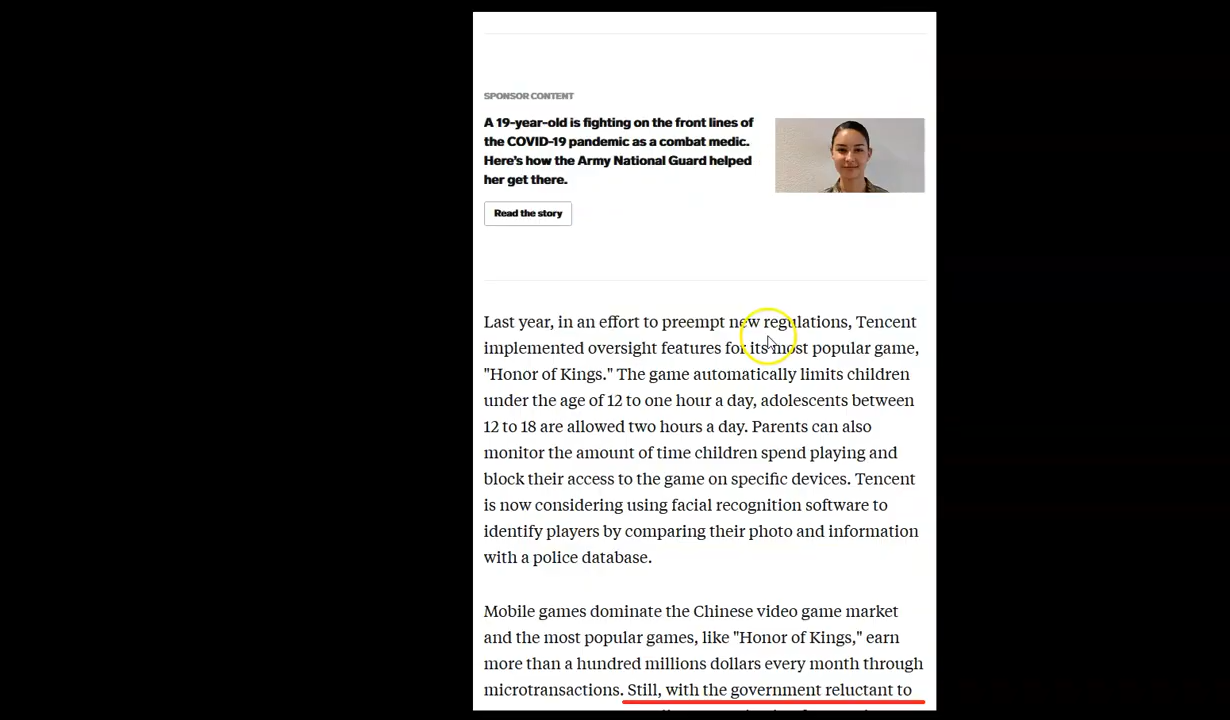 SPONSOR CONTENT
A 19-year-old is fighting on the front lines of
the COVID-19 pandemic as a combat medic.
Here's how the Army National Guard helped
her get there.
Read the story
Last year, in an effort to preempt new regulations, Tencent
implemented oversight features for its most popular game,
"Honor of Kings." The game automatically limits children
under the age of 12 to one hour a day, adolescents between
12 to 18 are allowed two hours a day. Parents can also
monitor the amount of time children spend playing and
block their access to the game on specific devices. Tencent
is now considering using facial recognition software to
identify players by comparing their photo and information
with a police database.
Mobile games dominate the Chinese video game market
and the most popular games, like "Honor of Kings," earn
more than a hundred millions dollars every month through
microtransactions. Still, with the government reluctant to